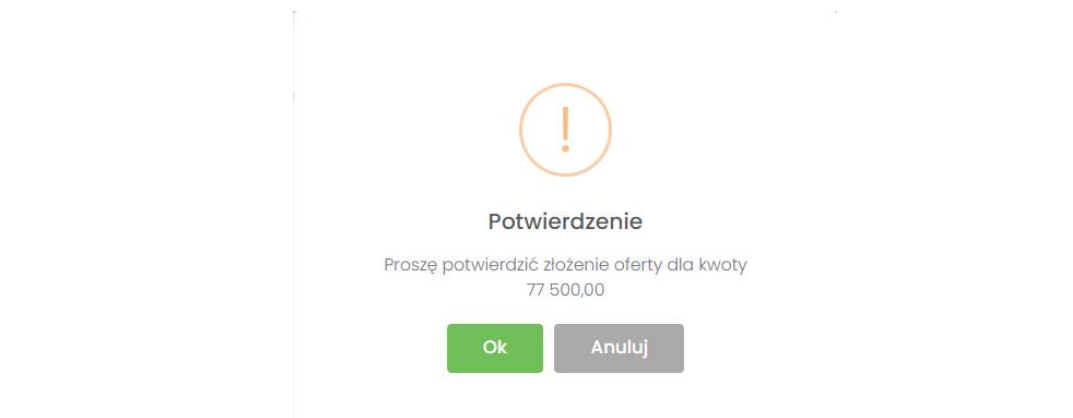 !
Potwierdzenie
Proszę potwierdzić złożenie oferty dla kwoty
77 500,00
Ok
Anuluj